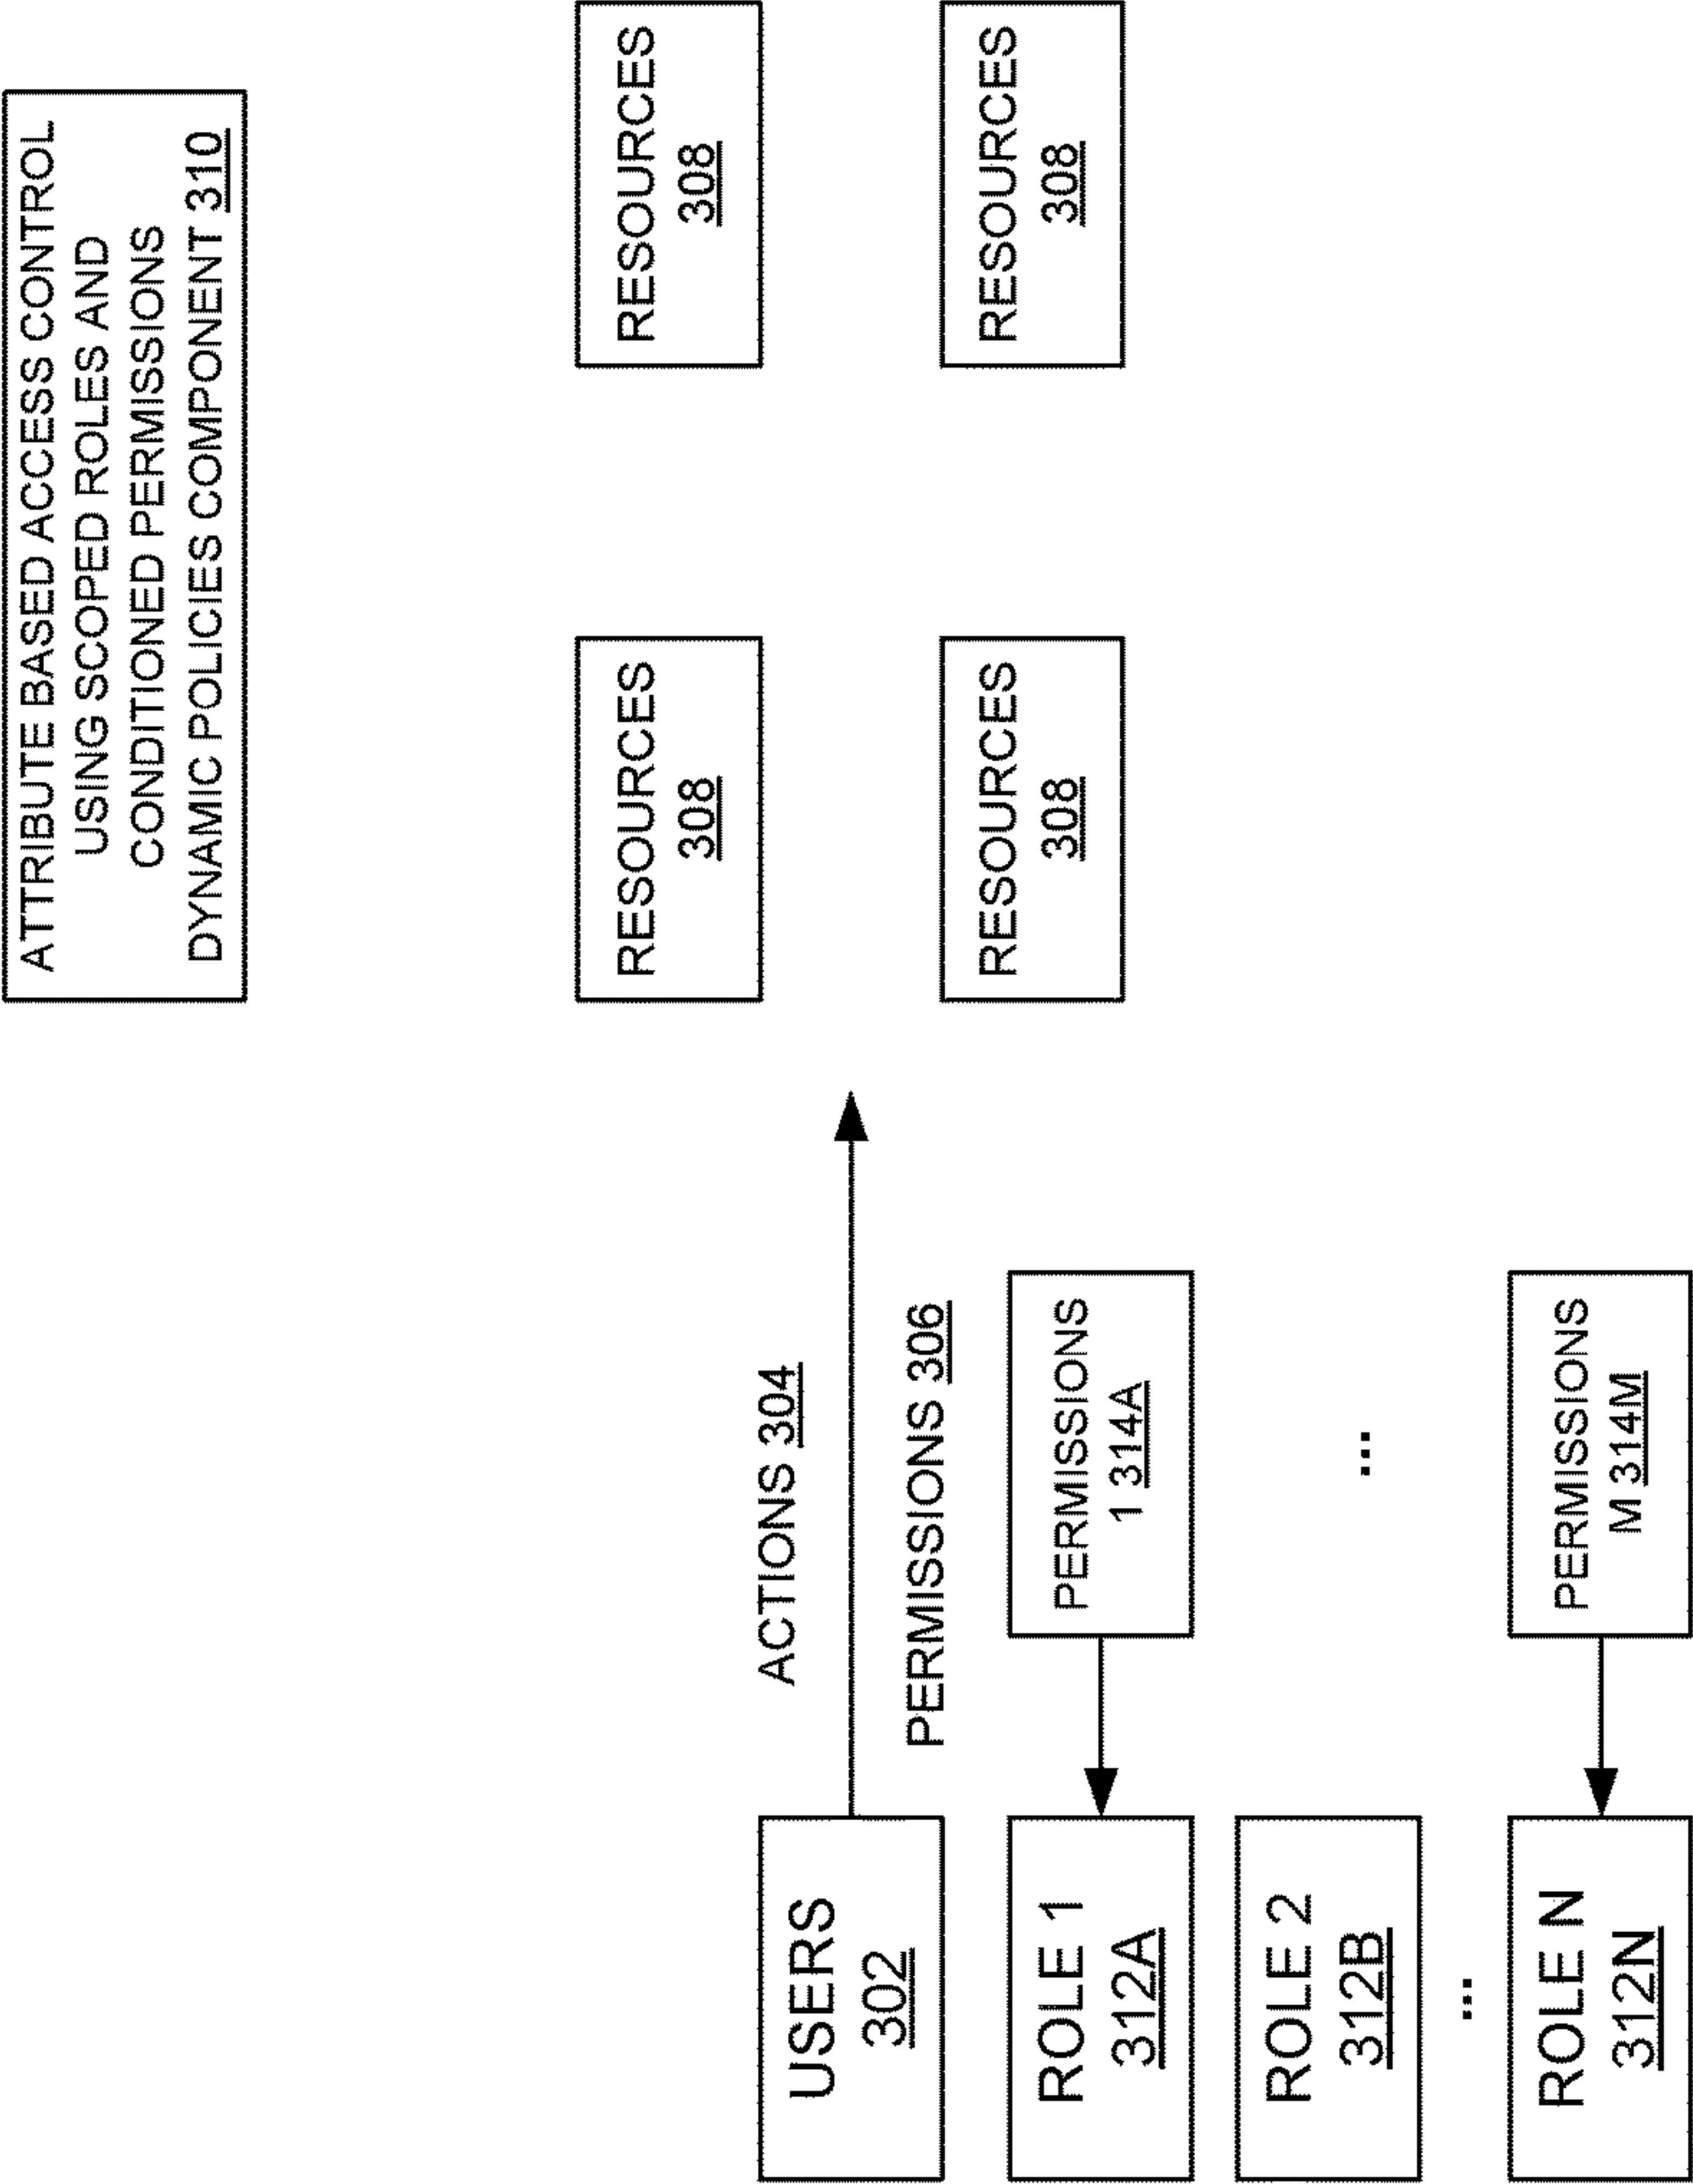 ATTRIBUTE BASED ACCESS CONTROL
USING SCOPED ROLES AND
CONDITIONED PERMISSIONS
DYNAMIC POLICIES COMPONENT 310
RESOURCES
308
RESOURCES
308
ACTIONS 304
USERS
302
PERMISSIONS 306
RESOURCES
308
RESOURCES
308
ROLE 1
312A
PERMISSIONS
1 314A
ROLE 2
312B
...
...
ROLE N
312N
PERMISSIONS
M 314M